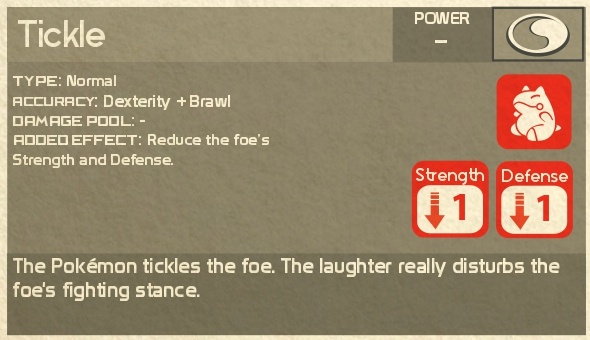 Tickle
POWER
–
TYPE: Normal
ACCURACY: Dexterity + Brawl
DAMAGE POOL: -
ADDED EFFECT: Reduce the foe's
Strength and Defense.
Strength Defense
1 1
The Pokémon tickles the foe. The laughter really disturbs the
foe's fighting stance.